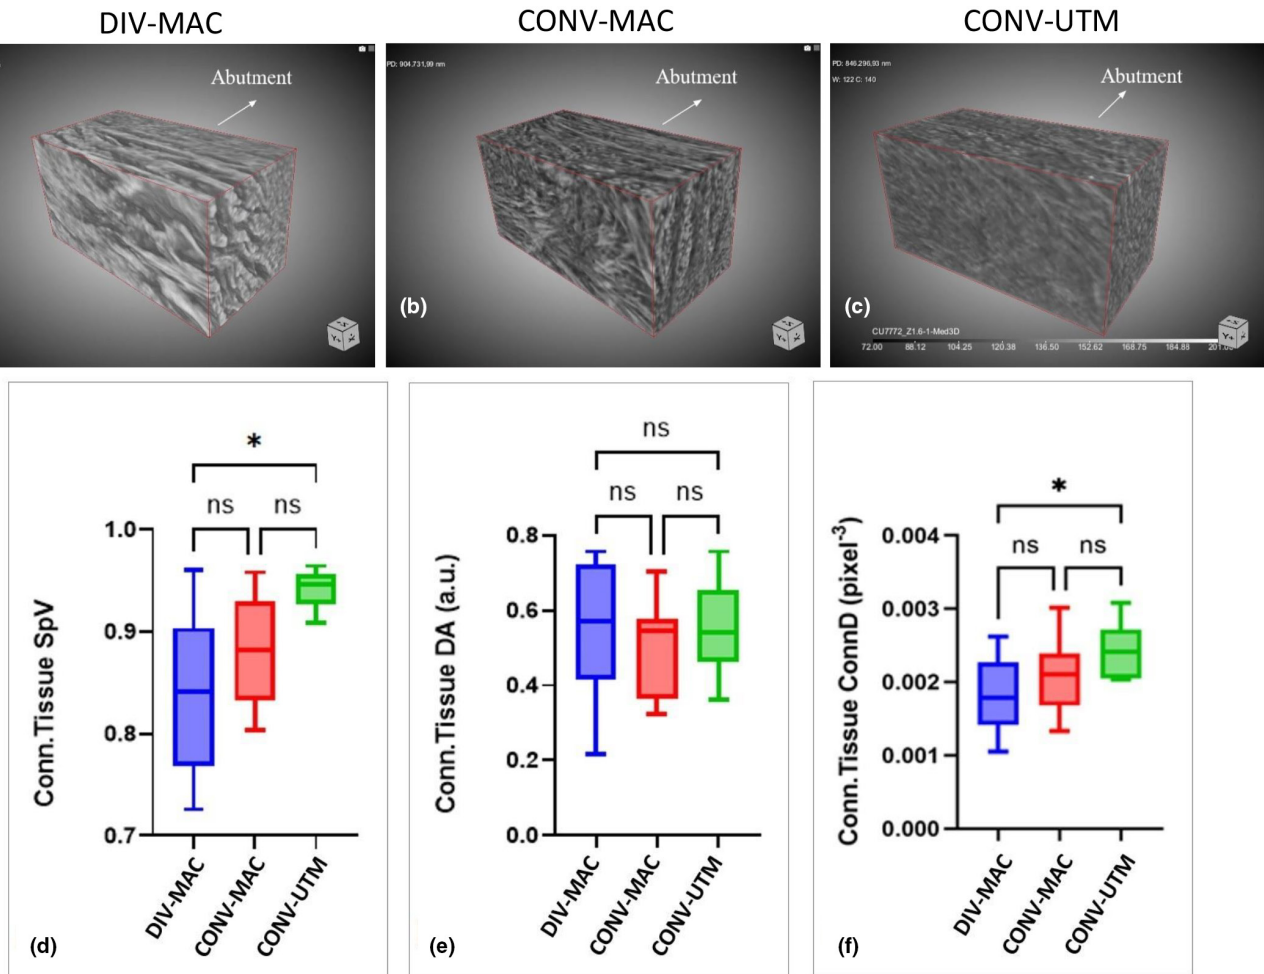 DIV-MAC
CONV-MAC
CONV-UTM
Abutment
PD: 904.731,99 nm
Abutment
(b)
PD: 846.296,93 nm
W: 122 C: 140
Abutment
(c)
CU7772_Z1.6-1-Med3D
72.00 88.12 104.25 120.38 136.50 152.62 168.75 184.88
Conn.Tissue SpV
*
ns ns
1.0
0.9
0.8
0.7
DIV-MAC
CONV-MAC
CONV-UTM
(d)
Conn.Tissue DA (a.u.)
ns
ns ns
0.8
0.6
0.4
0.2
0.0
DIV-MAC
CONV-MAC
CONV-UTM
(e)
Conn.Tissue ConnD (pixel⁻³)
*
ns ns
0.004
0.003
0.002
0.001
0.000
DIV-MAC
CONV-MAC
CONV-UTM
(f)